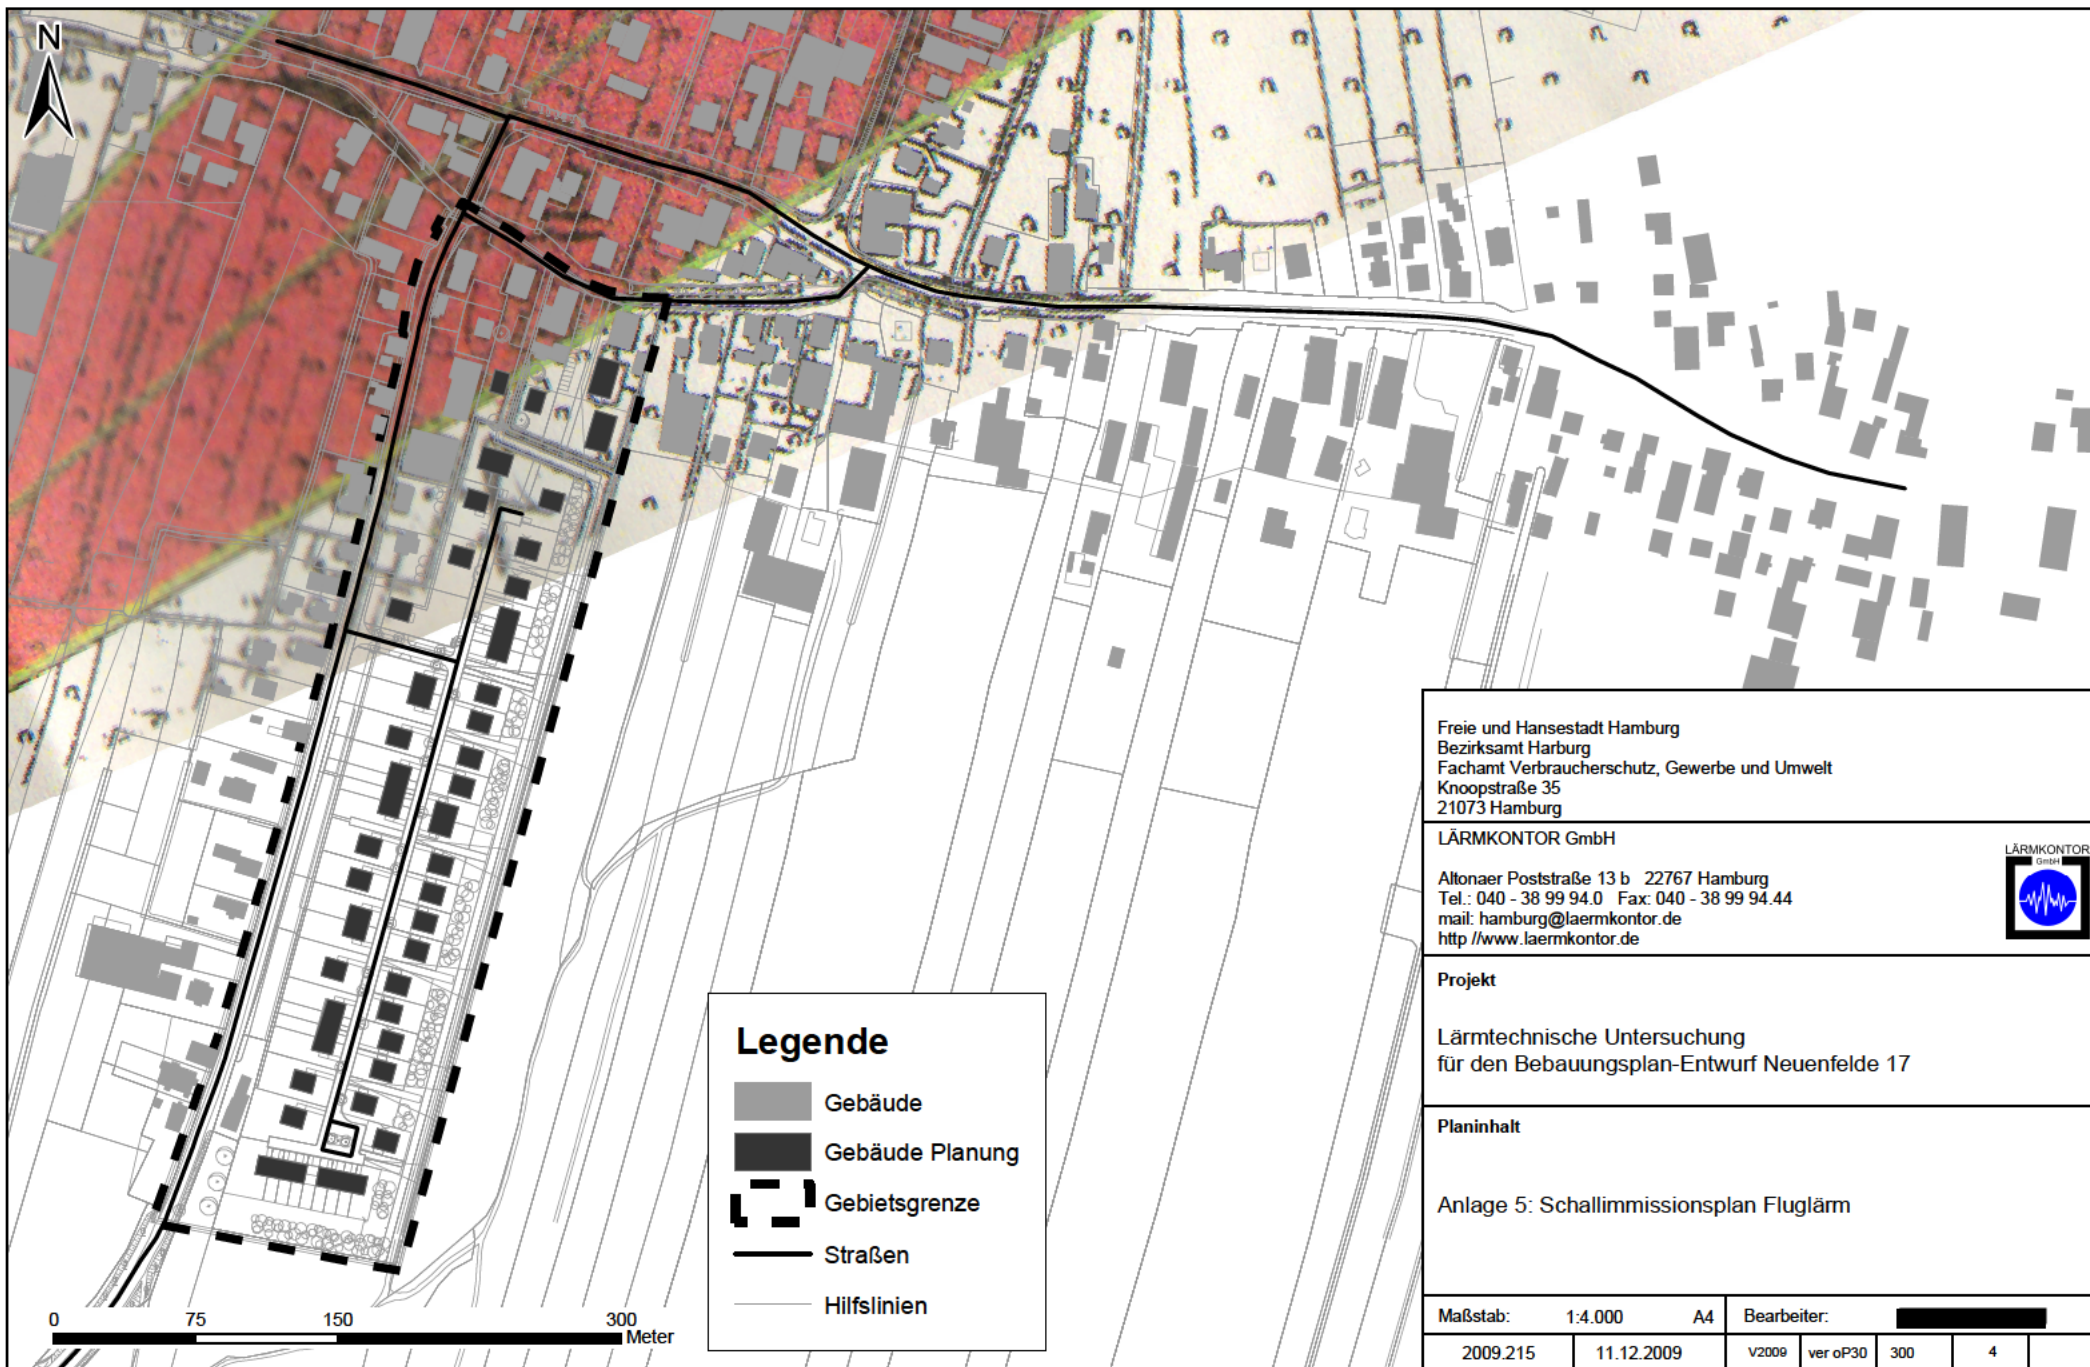 N
Freie und Hansestadt Hamburg
Bezirksamt Harburg
Fachamt Verbraucherschutz, Gewerbe und Umwelt
Knoopstraße 35
21073 Hamburg
LÄRMKONTOR GmbH
Altonaer Poststraße 13 b 22767 Hamburg
Tel.: 040 - 38 99 94.0 Fax: 040 - 38 99 94.44
mail: hamburg@laermkontor.de
http //www.laermkontor.de
LÄRMKONTOR
GmbH
Projekt
Lärmtechnische Untersuchung
für den Bebauungsplan-Entwurf Neuenfelde 17
Planinhalt
Anlage 5: Schallimmissionsplan Fluglärm
Maßstab: 1:4.000 A4 Bearbeiter:
2009.215 11.12.2009 V2009 ver oP30 300 4
Legende
Gebäude
Gebäude Planung
Gebietsgrenze
Straßen
Hilfslinien
0 75 150 300
Meter